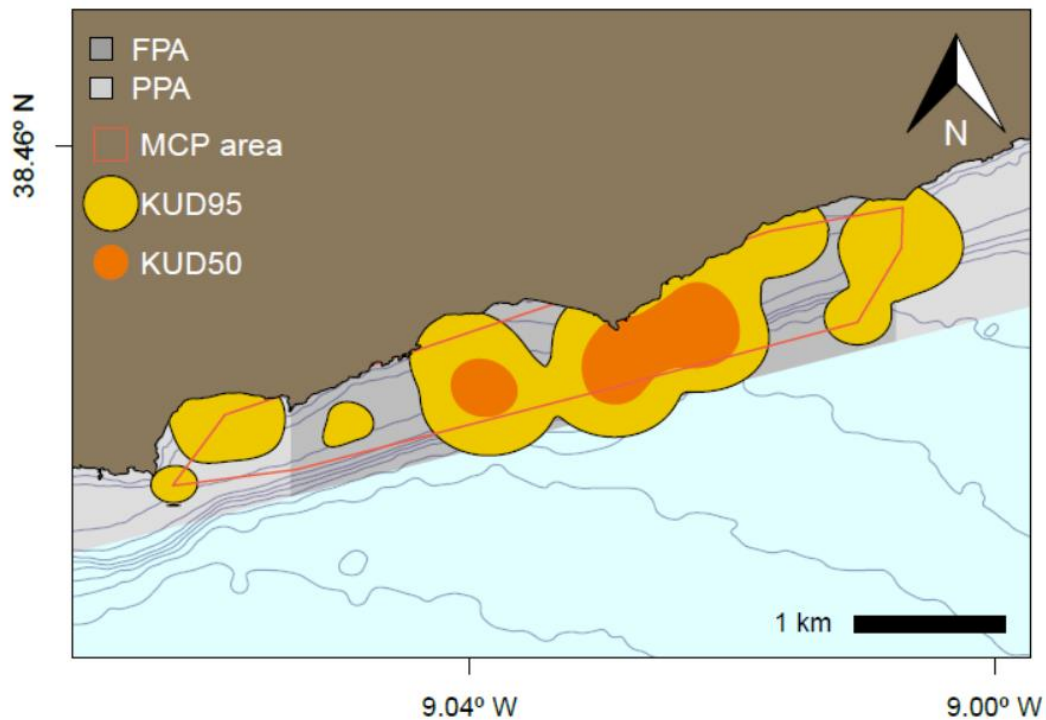 FPA
PPA
MCP area
KUD95
KUD50
N
38.46º N
1 km
9.04º W
9.00º W